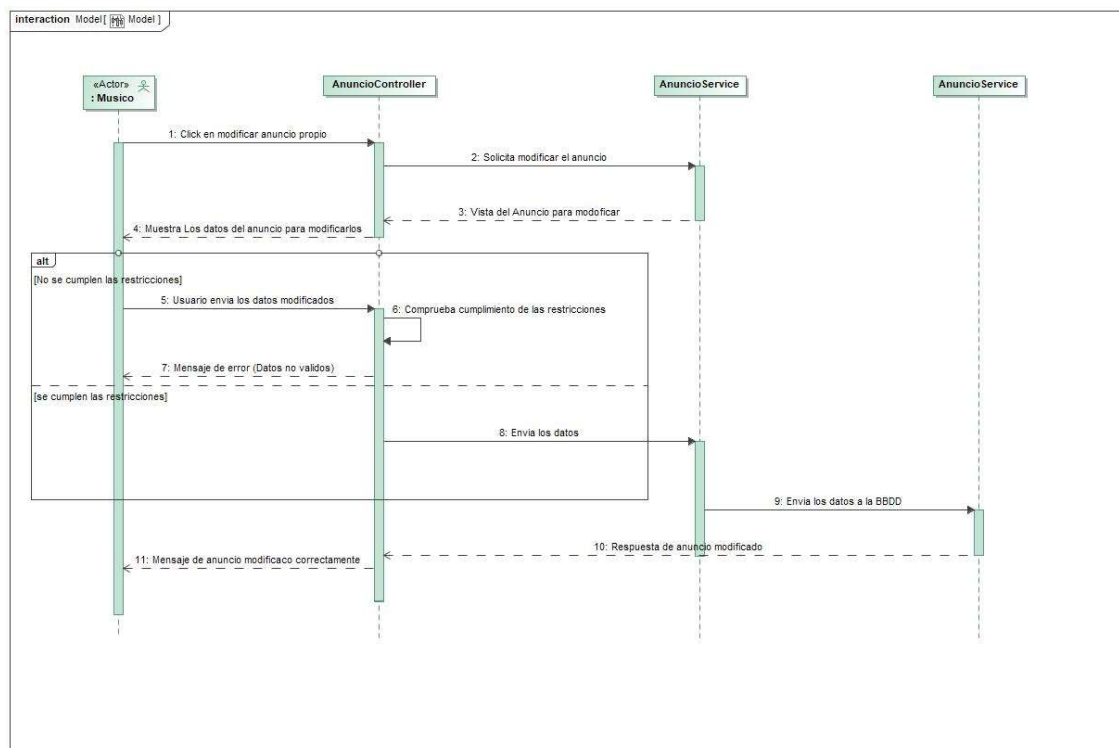 interaction Model[ Model ]
«Actor»
: Musico
AnuncioController
AnuncioService
AnuncioService
1: Click en modificar anuncio propio
2: Solicita modificar el anuncio
3: Vista del Anuncio para modoficar
4: Muestra Los datos del anuncio para modificarlos
alt
[No se cumplen las restricciones]
5: Usuario envia los datos modificados
6: Comprueba cumplimiento de las restricciones
7: Mensaje de error (Datos no validos)
[se cumplen las restricciones]
8: Envia los datos
9: Envia los datos a la BBDD
10: Respuesta de anuncio modificado
11: Mensaje de anuncio modificaco correctamente